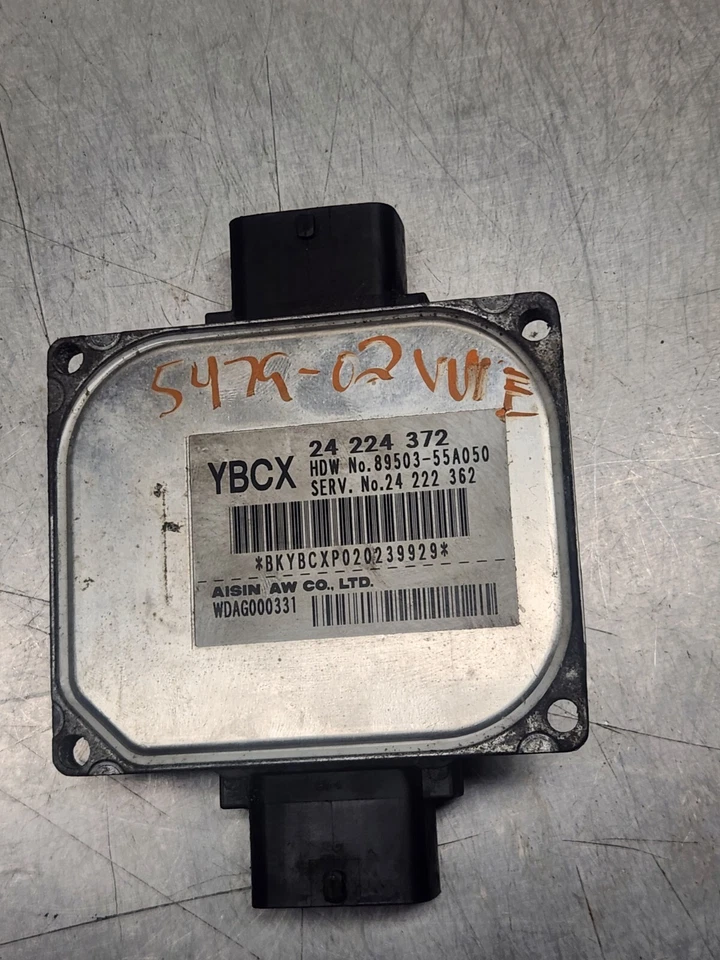 5479-02 VUE
YBCX
24 224 372
HDW No.89503-55A050
SERV. No.24 222 362
*BKYBCXP020239929*
AISIN AW CO., LTD.
WDAG000331